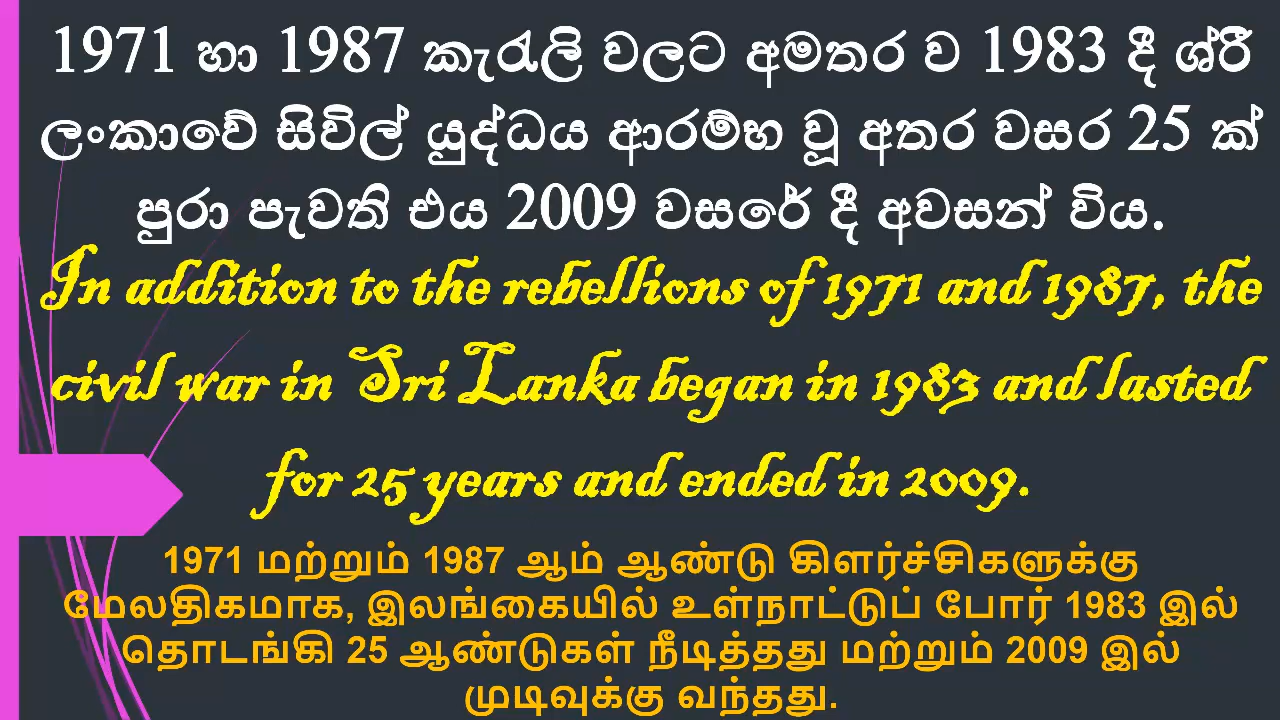 1971 හා 1987 කැරැලි වලට අමතර ව 1983 දී ශ්රී
ලංකාවේ සිවිල් යුද්ධය ආරම්භ වූ අතර වසර 25 ක්
පුරා පැවති එය 2009 වසරේ දී අවසන් විය.
In addition to the rebellions of 1971 and 1987, the
civil war in Sri Lanka began in 1983 and lasted
for 25 years and ended in 2009.
1971 மற்றும் 1987 ஆம் ஆண்டு கிளர்ச்சிகளுக்கு
மேலதிகமாக, இலங்கையில் உள்நாட்டுப் போர் 1983 இல்
தொடங்கி 25 ஆண்டுகள் நீடித்தது மற்றும் 2009 இல்
முடிவுக்கு வந்தது.